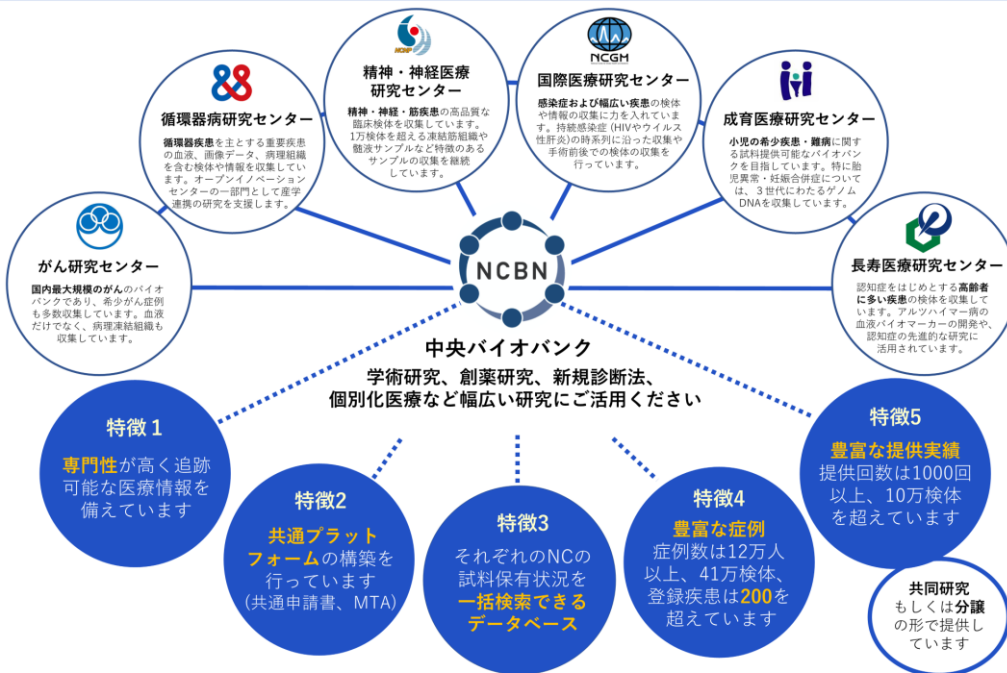 NCNP
精神・神経医療
研究センター
精神・神経・筋疾患の高品質な
臨床検体を収集しています。
1万検体を超える凍結筋組織や
髄液サンプルなど特徴のある
サンプルの収集を継続
しています。
NCGM
国際医療研究センター
感染症および幅広い疾患の検体
や情報の収集に力を入れていま
す。持続感染症 (HIVやウイルス
性肝炎)の時系列に沿った収集や
手術前後での検体の収集を
行っています。
循環器病研究センター
循環器疾患を主とする重要疾患
の血液、画像データ、病理組織
を含む検体や情報を収集してい
ます。オープンイノベーション
センターの一部門として産学
連携の研究を支援します。
成育医療研究センター
小児の希少疾患・難病に関す
る試料提供可能なバイオバン
クを目指しています。特に胎
児異常・妊娠合併症について
は、３世代にわたるゲノム
DNAを収集しています。
がん研究センター
国内最大規模のがんのバイオ
バンクであり、希少がん症例
も多数収集しています。血液
だけでなく、病理凍結組織も
収集しています。
NCBN
長寿医療研究センター
認知症をはじめとする高齢者
に多い疾患の検体を収集して
います。アルツハイマー病の
血液バイオマーカーの開発や、
認知症の先進的な研究に
活用されています。
中央バイオバンク
学術研究、創薬研究、新規診断法、
個別化医療など幅広い研究にご活用ください
特徴１
専門性が高く追跡
可能な医療情報を
備えています
特徴2
共通プラット
フォームの構築を
行っています
(共通申請書、MTA)
特徴3
それぞれのNCの
試料保有状況を
一括検索できる
データベース
特徴4
豊富な症例
症例数は12万人
以上、41万検体、
登録疾患は200を
超えています
特徴5
豊富な提供実績
提供回数は1000回
以上、10万検体
を超えています
共同研究
もしくは分譲
の形で提供し
ています